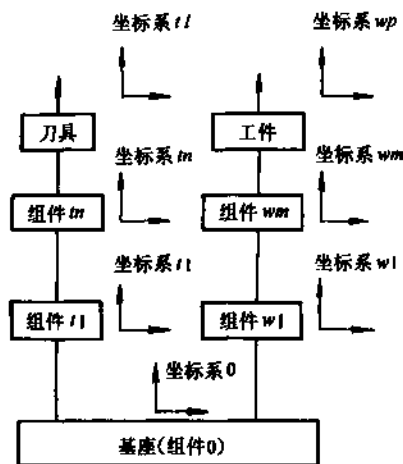 坐标系 tl
坐标系 wp
刀具
工件
坐标系 tn
坐标系 wm
组件 tn
组件 wm
坐标系 t1
坐标系 w1
组件 t1
组件 w1
坐标系 0
基座(组件0)